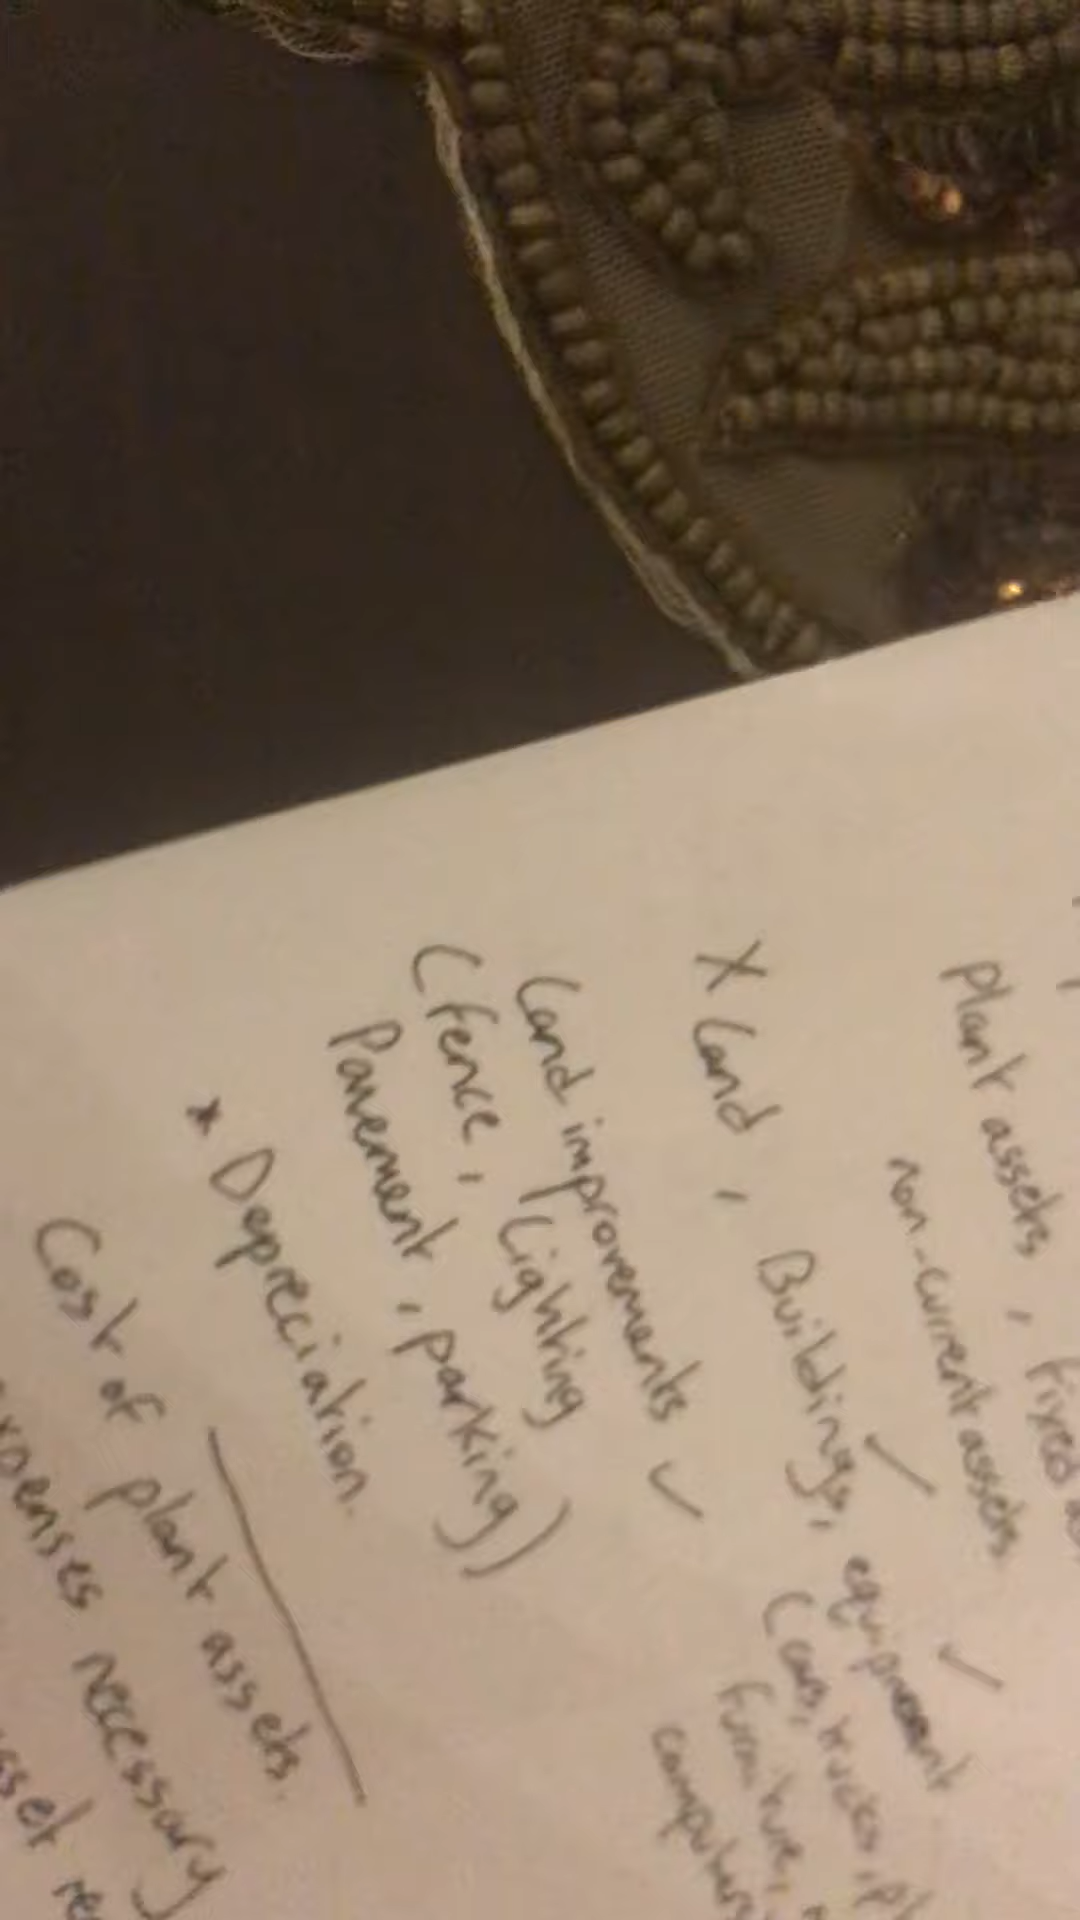 Plant assets, fixed
non-current assets
X Land, Buildings, equipment
(cars, trucks,
furniture,
computers
Land improvements ✓
(fence, Lighting
Pavement, parking)
* Depreciation.
Cost of plant assets.
necessary
asset